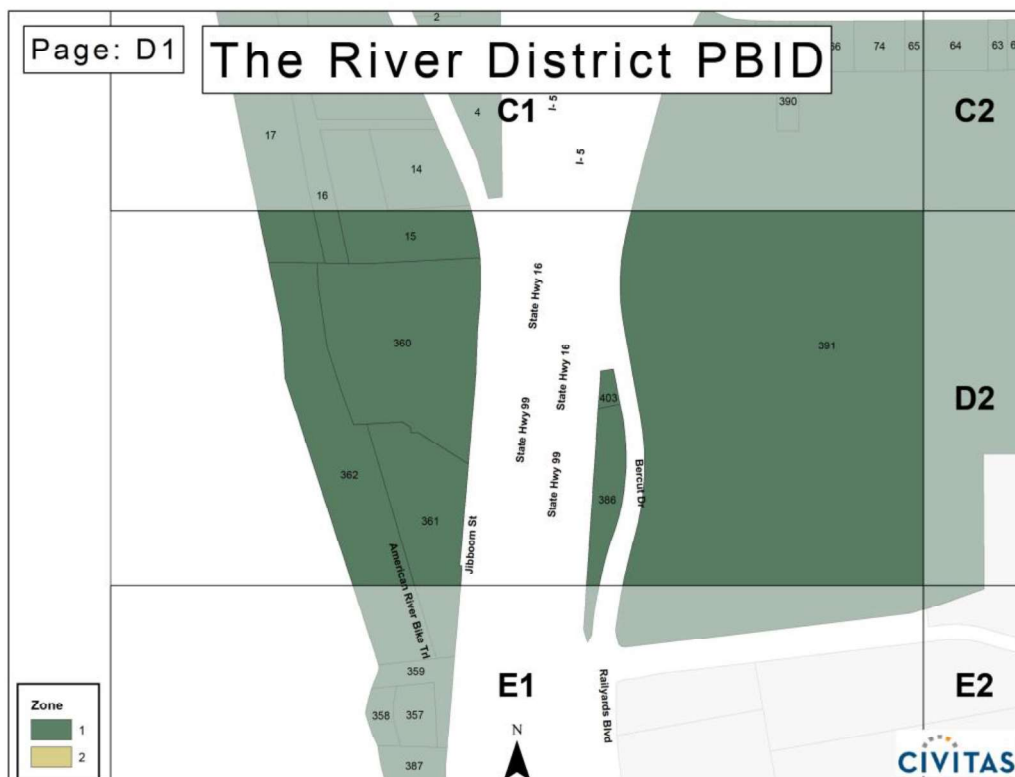 Page: D1
The River District PBID
2
66
74
65
64
63
6
390
C1
C2
I-5
I-5
4
17
14
16
15
State Hwy 16
360
391
State Hwy 16
403
D2
State Hwy 99
State Hwy 99
362
386
Bercut Dr
361
Jibboom St
American River Bike Trl
359
E1
E2
Railyards Blvd
358
357
387
Zone
1
2
N
CIVITAS